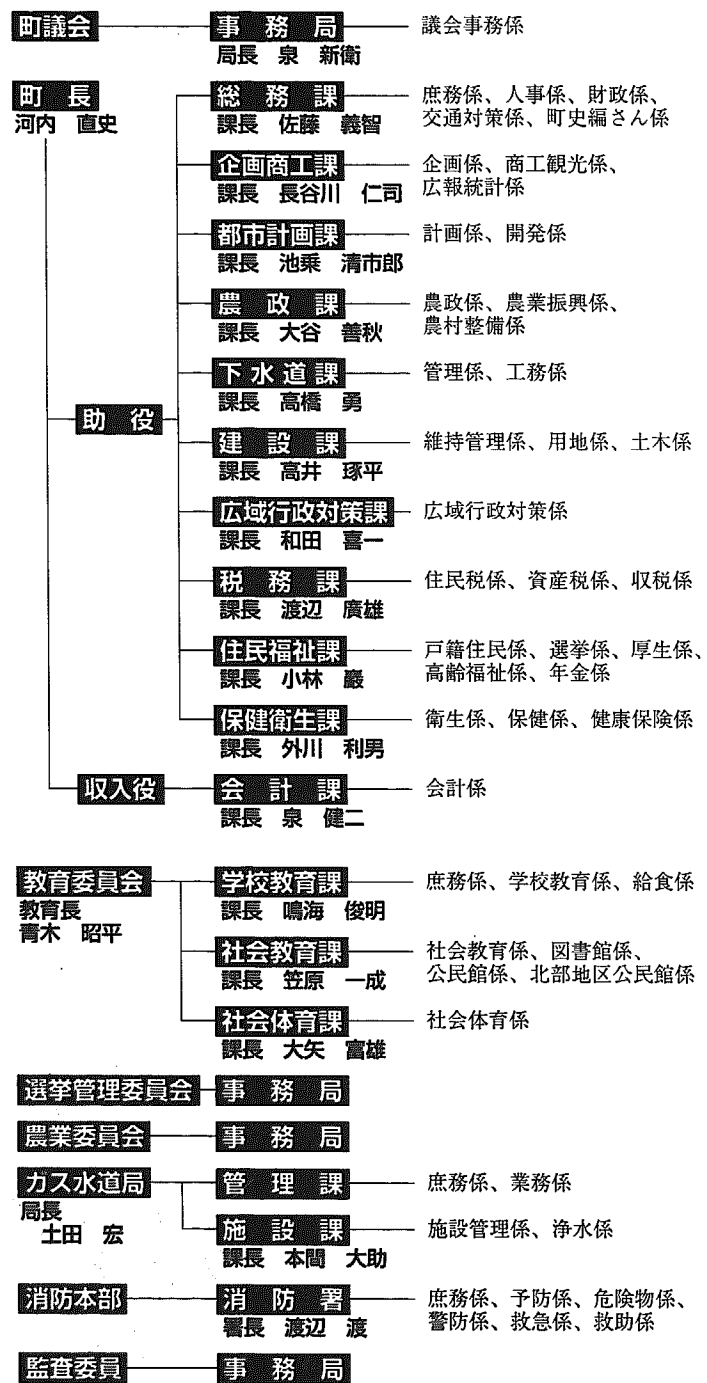 町議会 事務局 議会事務係
局長 泉 新衛
町長 総務課 庶務係、人事係、財政係、
河内 直史 課長 佐藤 義智 交通対策係、町史編さん係
企画商工課 企画係、商工観光係、
課長 長谷川 仁司 広報統計係
都市計画課 計画係、開発係
課長 池乗 清市郎
農政課 農政係、農業振興係、
課長 大谷 善秋 農村整備係
下水道課 管理係、工務係
課長 高橋 勇
助役
建設課 維持管理係、用地係、土木係
課長 高井 琢平
広域行政対策課 広域行政対策係
課長 和田 喜一
税務課 住民税係、資産税係、収税係
課長 渡辺 廣雄
住民福祉課 戸籍住民係、選挙係、厚生係、
課長 小林 巖 高齢福祉係、年金係
保健衛生課 衛生係、保健係、健康保険係
課長 外川 利男
収入役 会計課 会計係
課長 泉 健二
教育委員会 学校教育課 庶務係、学校教育係、給食係
教育長 課長 鳴海 俊明
青木 昭平
社会教育課 社会教育係、図書館係、
課長 笠原 一成 公民館係、北部地区公民館係
社会体育課 社会体育係
課長 大矢 富雄
選挙管理委員会 事務局
農業委員会 事務局
ガス水道局 管理課 庶務係、業務係
局長
土田 宏 施設課 施設管理係、浄水係
課長 本間 大助
消防本部 消防署 庶務係、予防係、危険物係、
署長 渡辺 渡 警防係、救急係、救助係
監査委員 事務局